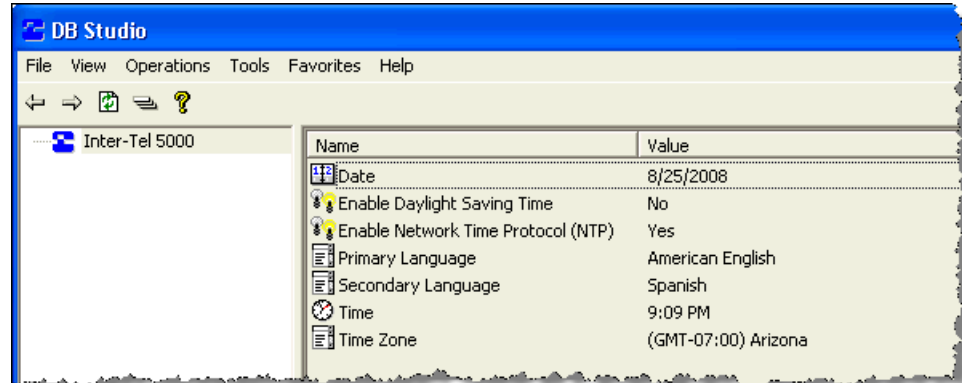 DB Studio
File View Operations Tools Favorites Help
Inter-Tel 5000
Name Value
Date 8/25/2008
Enable Daylight Saving Time No
Enable Network Time Protocol (NTP) Yes
Primary Language American English
Secondary Language Spanish
Time 9:09 PM
Time Zone (GMT-07:00) Arizona